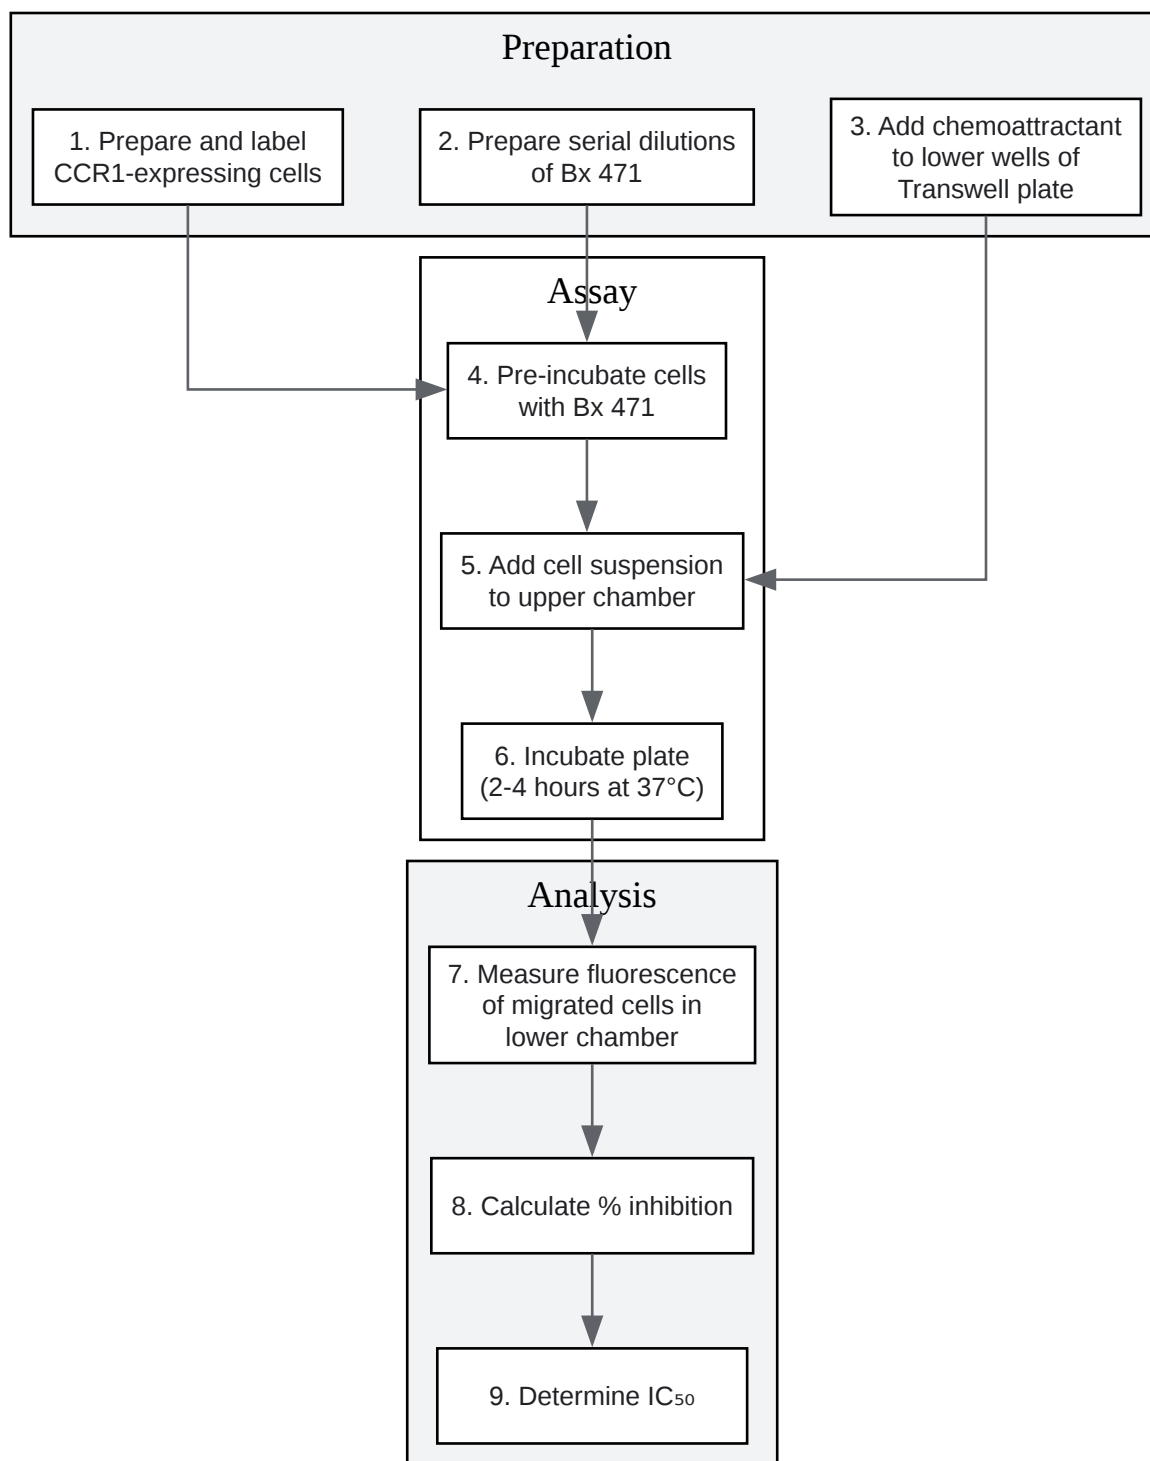 Preparation
1. Prepare and label
CCR1-expressing cells
2. Prepare serial dilutions
of Bx 471
3. Add chemoattractant
to lower wells of
Transwell plate
Assay
4. Pre-incubate cells
with Bx 471
5. Add cell suspension
to upper chamber
6. Incubate plate
(2-4 hours at 37°C)
Analysis
7. Measure fluorescence
of migrated cells in
lower chamber
8. Calculate % inhibition
9. Determine IC₅₀